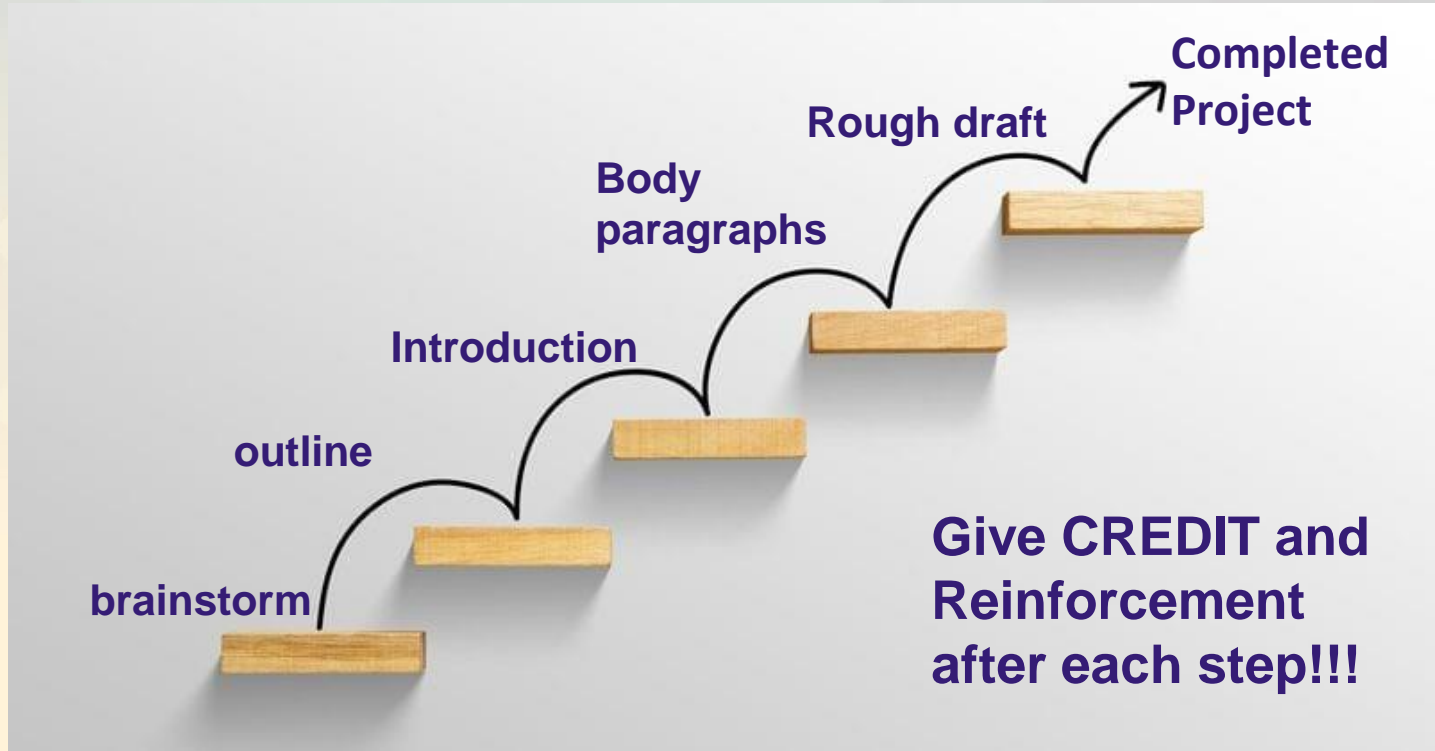 Completed
Project
Rough draft
Body
paragraphs
Introduction
outline
brainstorm
Give CREDIT and
Reinforcement
after each step!!!